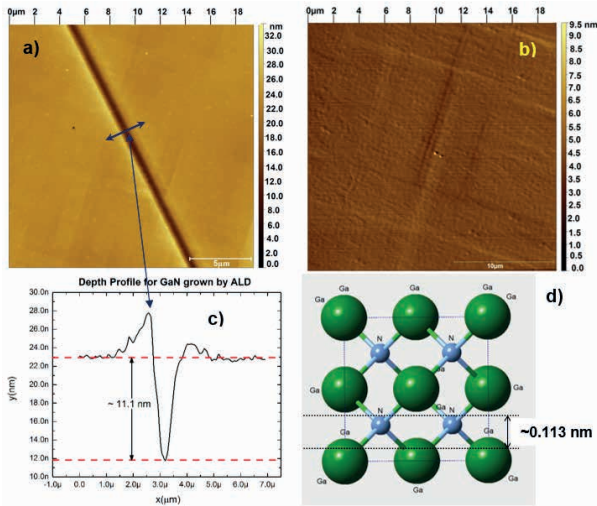 0µm 2 4 6 8 10 12 14 16 18
nm
32.0
28.0
26.0
24.0
22.0
20.0
18.0
16.0
14.0
12.0
10.0
8.0
6.0
4.0
2.0
0.0
a)
5µm
0µm 2 4 6 8 10 12 14 16 18
9.5 nm
8.5
8.0
7.5
7.0
6.5
6.0
5.5
5.0
4.5
4.0
3.5
3.0
2.5
2.0
1.5
1.0
0.0
b)
10µm
Depth Profile for GaN grown by ALD
c)
30.0n
28.0n
26.0n
24.0n
22.0n
20.0n
18.0n
16.0n
14.0n
12.0n
10.0n
y(nm)
~ 11.1 nm
-1.0µ 0.0 1.0µ 2.0µ 3.0µ 4.0µ 5.0µ 6.0µ 7.0µ 8.0µ
x(µm)
d)
Ga Ga Ga
N N
Ga Ga Ga
Ga
N N
~0.113 nm
Ga Ga Ga
Ga Ga Ga